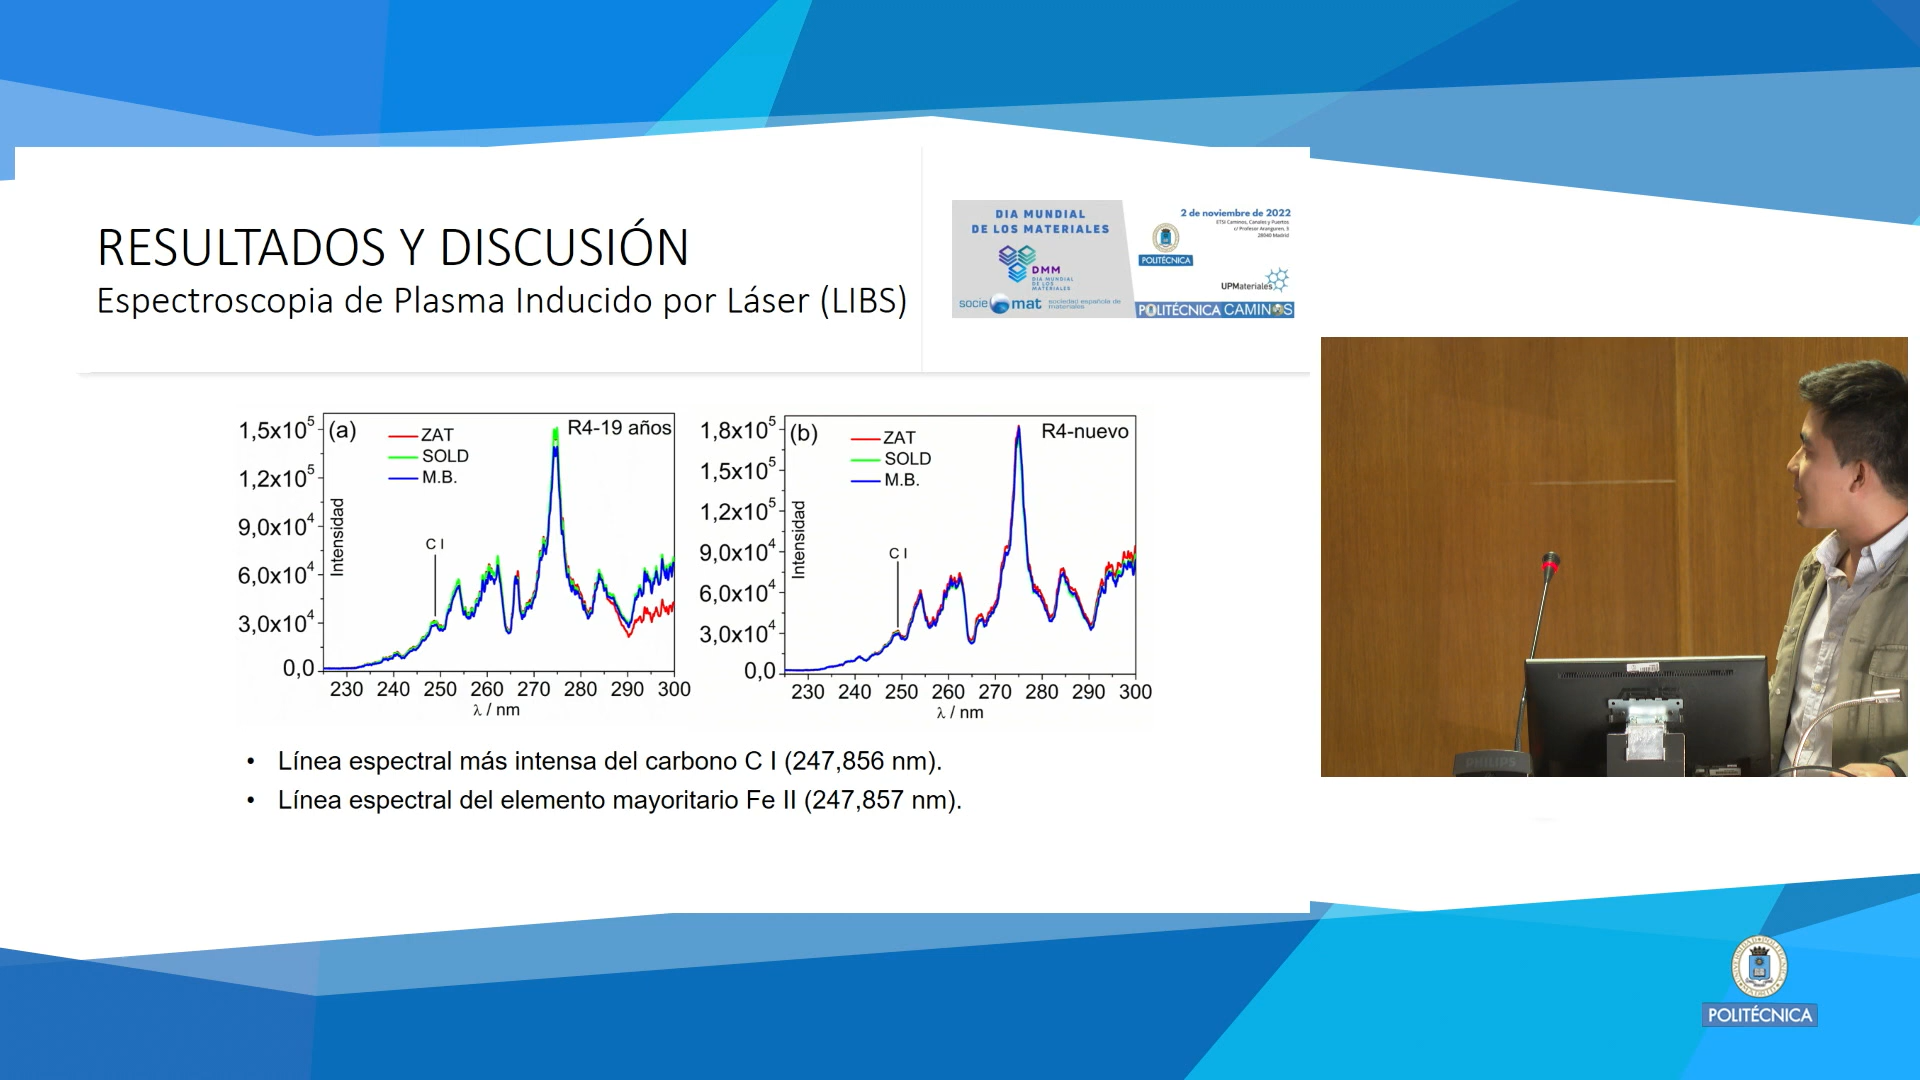 RESULTADOS Y DISCUSIÓN
Espectroscopia de Plasma Inducido por Láser (LIBS)
DIA MUNDIAL
DE LOS MATERIALES
DMM
DIA MUNDIAL
DE LOS
MATERIALES
socie mat sociedad española de
materiales
2 de noviembre de 2022
ETSI Caminos, Canales y Puertos
c/ Profesor Aranguren, 3
28040 Madrid
POLITÉCNICA
UPMateriales
POLITÉCNICA CAMINOS
(a)
R4-19 años
ZAT
SOLD
M.B.
C I
Intensidad
1,5x10⁵
1,2x10⁵
9,0x10⁴
6,0x10⁴
3,0x10⁴
0,0
230 240 250 260 270 280 290 300
λ / nm
(b)
R4-nuevo
ZAT
SOLD
M.B.
C I
Intensidad
1,8x10⁵
1,5x10⁵
1,2x10⁵
9,0x10⁴
6,0x10⁴
3,0x10⁴
0,0
230 240 250 260 270 280 290 300
λ / nm
• Línea espectral más intensa del carbono C I (247,856 nm).
• Línea espectral del elemento mayoritario Fe II (247,857 nm).
PHILIPS
ASUS
POLITÉCNICA